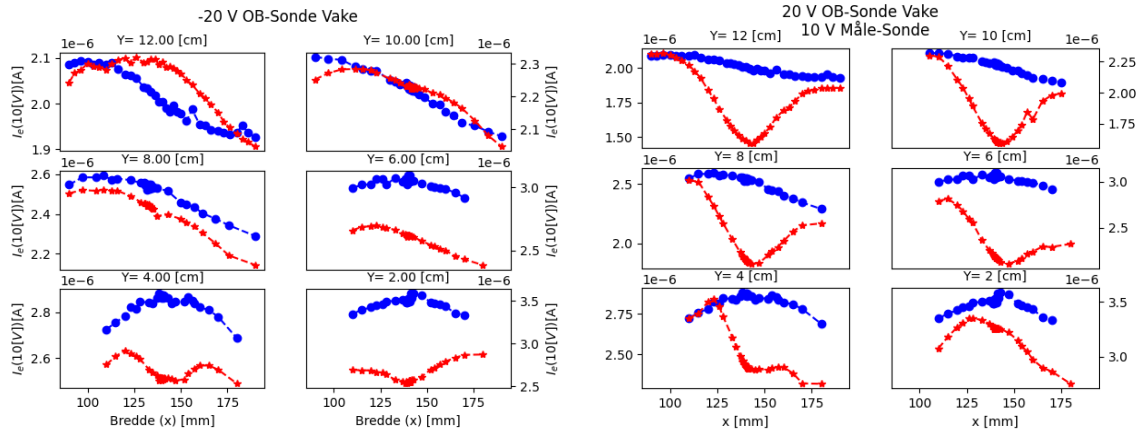 -20 V OB-Sonde Vake
1e-6 Y= 12.00 [cm] Y= 10.00 [cm] 1e-6
I_e(10[V])[A]
2.1
2.0
1.9
2.3
2.2
2.1
Y= 8.00 [cm] Y= 6.00 [cm]
1e-6 1e-6
I_e(10[V])[A]
2.6
2.4
2.2
3.0
2.5
Y= 4.00 [cm] Y= 2.00 [cm]
1e-6 1e-6
I_e(10[V])[A]
2.8
2.6
3.5
3.0
2.5
I_e(10[V])[A]
I_e(10[V])[A]
I_e(10[V])[A]
100 125 150 175 100 125 150 175
Bredde (x) [mm] Bredde (x) [mm]
20 V OB-Sonde Vake
10 V Måle-Sonde
1e-6 Y= 12 [cm] Y= 10 [cm] 1e-6
2.00
1.75
1.50
2.25
2.00
1.75
Y= 8 [cm] Y= 6 [cm]
1e-6 1e-6
2.5
2.0
3.0
2.5
2.0
Y= 4 [cm] Y= 2 [cm]
1e-6 1e-6
2.75
2.50
3.5
3.0
100 125 150 175 100 125 150 175
x [mm] x [mm]